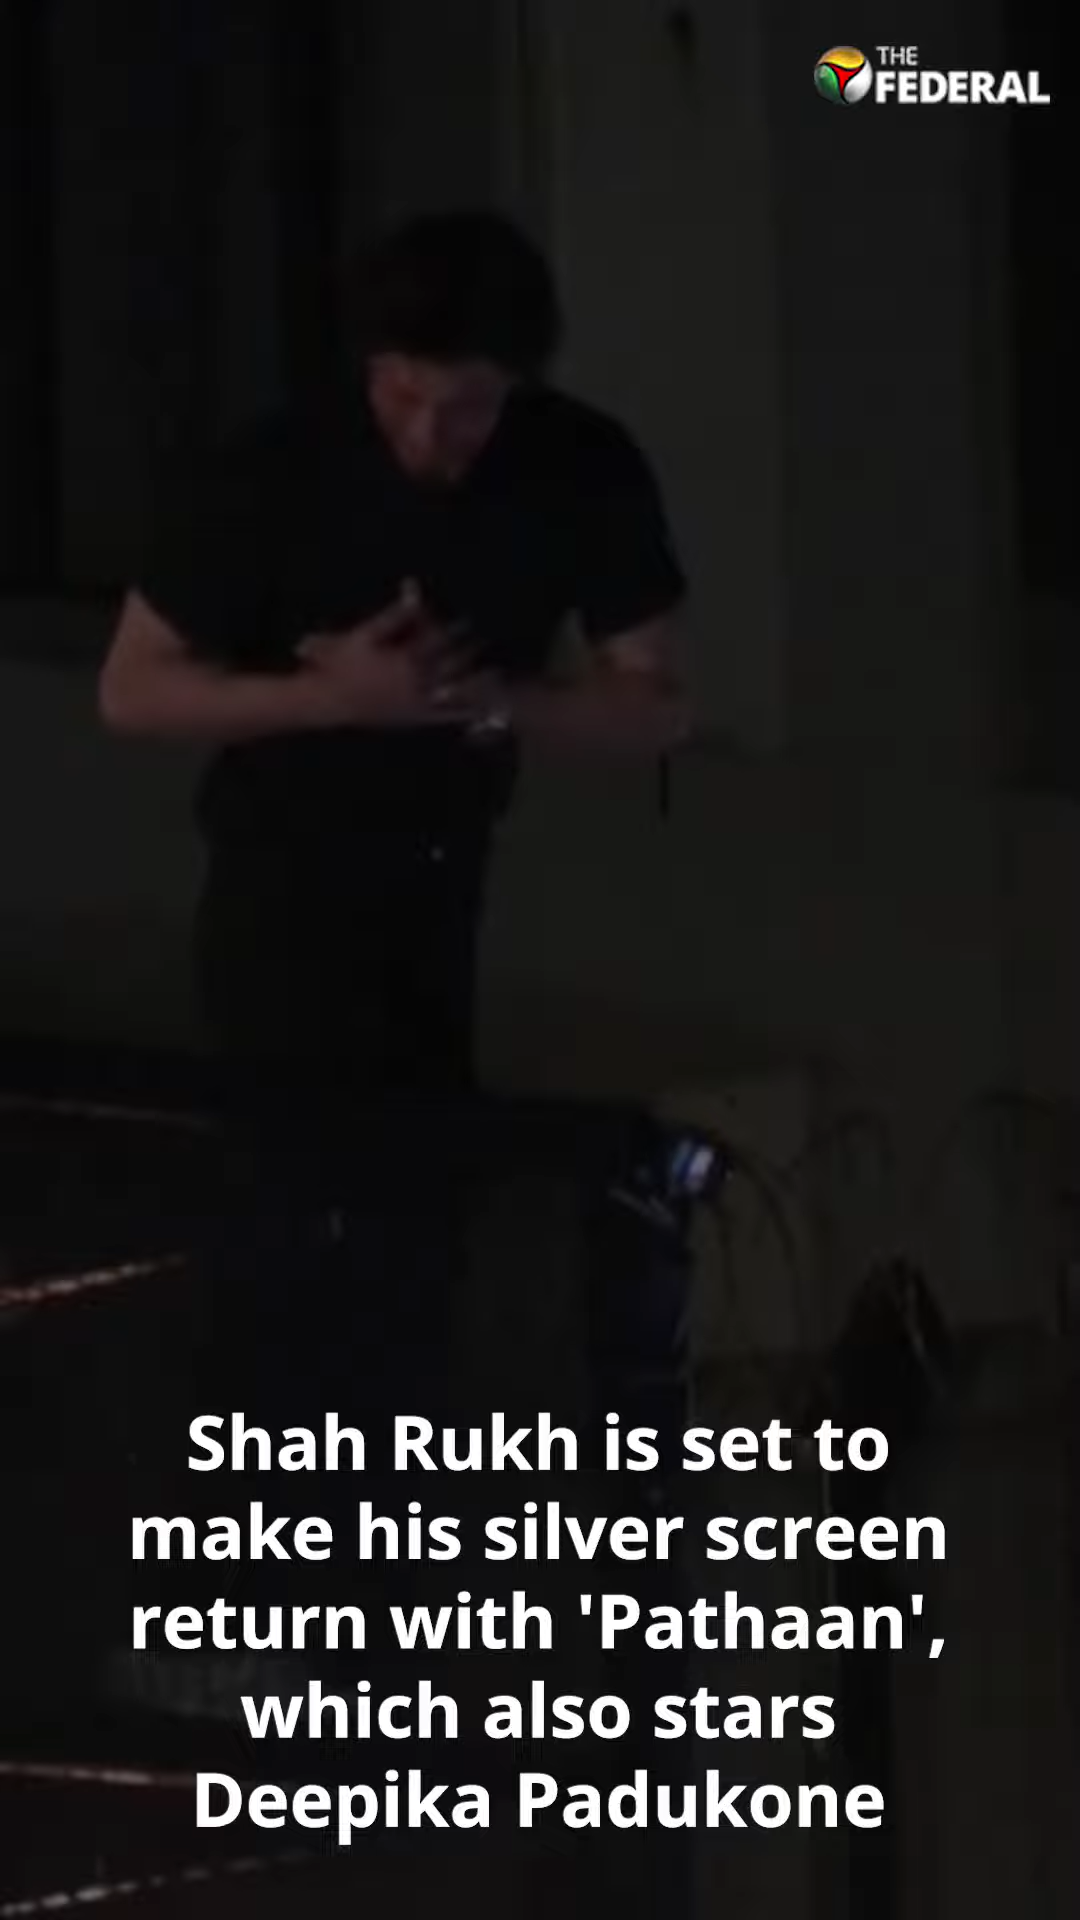 THE
FEDERAL
Shah Rukh is set to
make his silver screen
return with 'Pathaan',
which also stars
Deepika Padukone